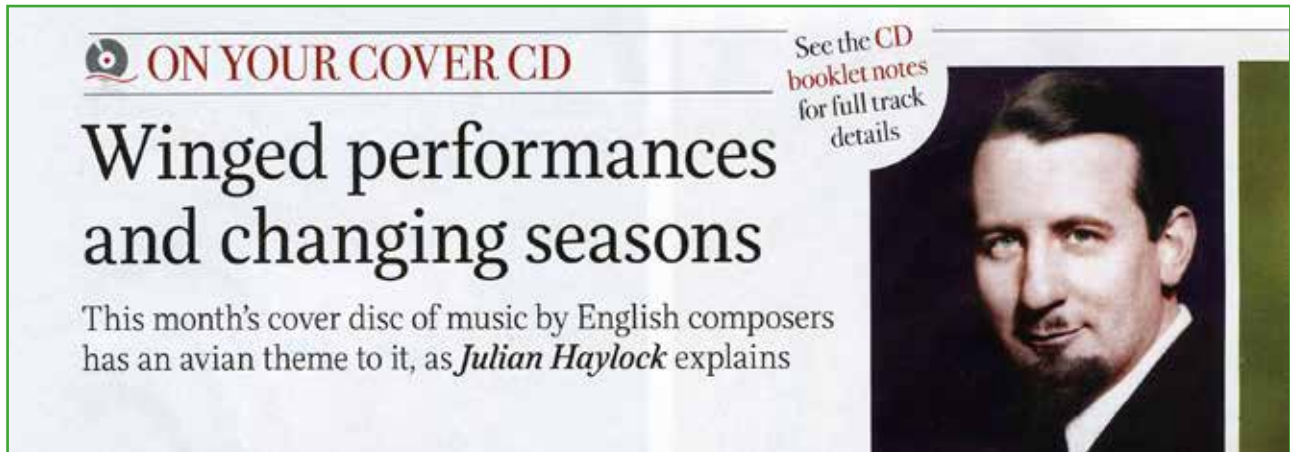 ON YOUR COVER CD
See the CD
booklet notes
for full track
details
Winged performances
and changing seasons
This month's cover disc of music by English composers
has an avian theme to it, as Julian Haylock explains